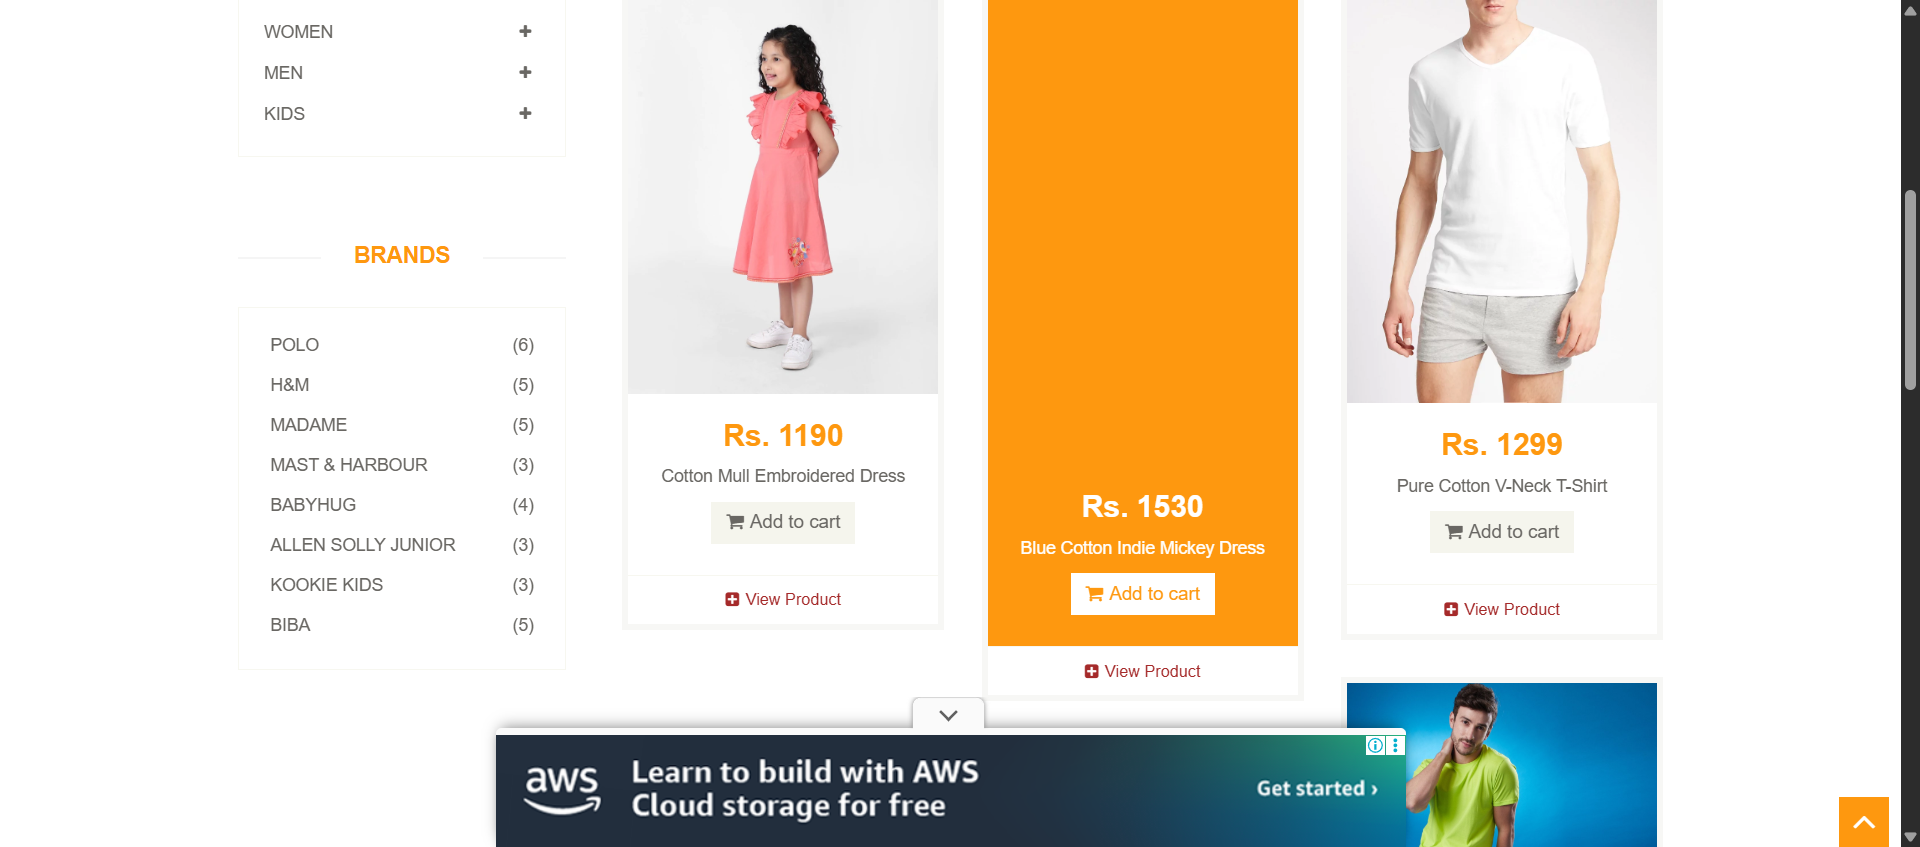 WOMEN
MEN
KIDS
BRANDS
POLO (6)
H&M (5)
MADAME (5)
MAST & HARBOUR (3)
BABYHUG (4)
ALLEN SOLLY JUNIOR (3)
KOOKIE KIDS (3)
BIBA (5)
Rs. 1190
Cotton Mull Embroidered Dress
Add to cart
View Product
Rs. 1530
Blue Cotton Indie Mickey Dress
Add to cart
View Product
Rs. 1299
Pure Cotton V-Neck T-Shirt
Add to cart
View Product
aws
Learn to build with AWS
Cloud storage for free
Get started ›